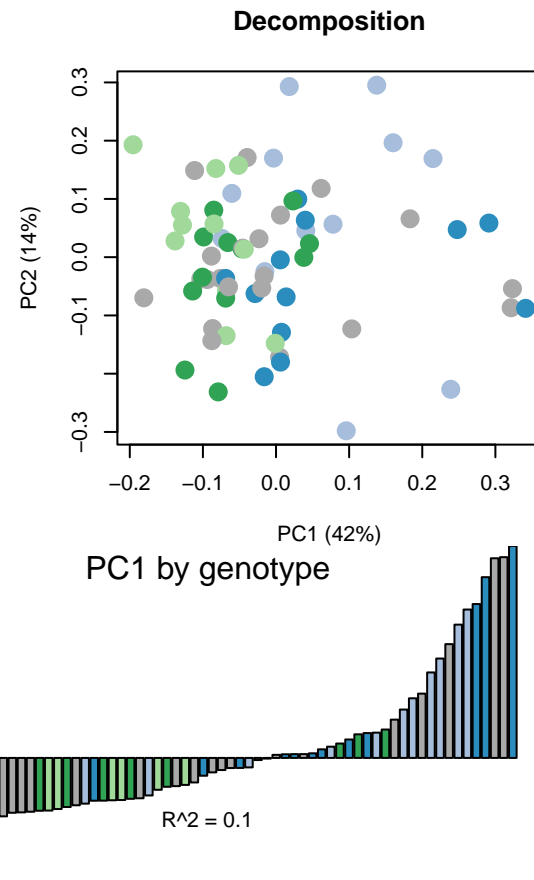 Decomposition
0.3
0.2
0.1
0.0
−0.1
−0.3
PC2 (14%)
−0.2 −0.1 0.0 0.1 0.2 0.3
PC1 (42%)
PC1 by genotype
R^2 = 0.1